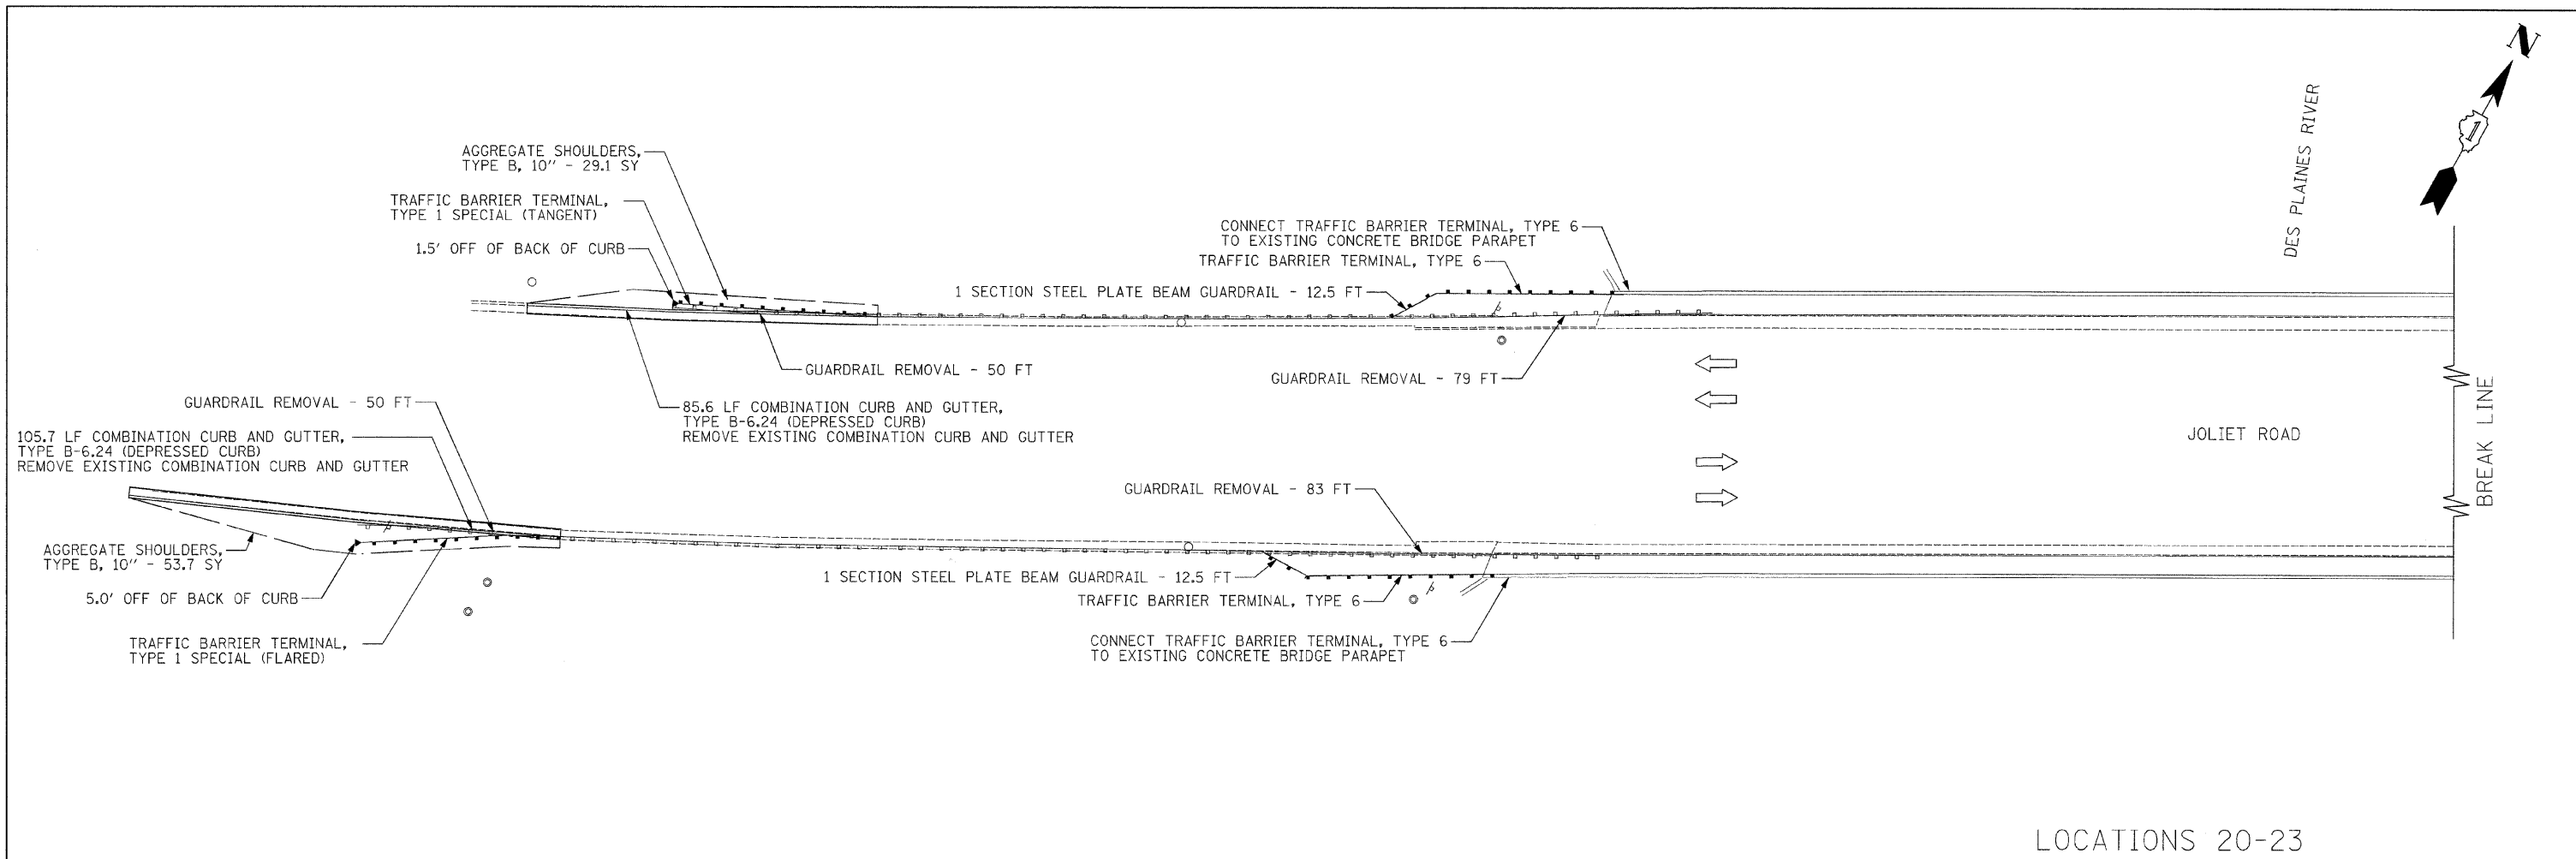 N
1
DES PLAINES RIVER
AGGREGATE SHOULDERS,
TYPE B, 10" - 29.1 SY
TRAFFIC BARRIER TERMINAL,
TYPE 1 SPECIAL (TANGENT)
1.5' OFF OF BACK OF CURB
CONNECT TRAFFIC BARRIER TERMINAL, TYPE 6
TO EXISTING CONCRETE BRIDGE PARAPET
TRAFFIC BARRIER TERMINAL, TYPE 6
1 SECTION STEEL PLATE BEAM GUARDRAIL - 12.5 FT
GUARDRAIL REMOVAL - 50 FT
GUARDRAIL REMOVAL - 79 FT
85.6 LF COMBINATION CURB AND GUTTER,
TYPE B-6.24 (DEPRESSED CURB)
REMOVE EXISTING COMBINATION CURB AND GUTTER
GUARDRAIL REMOVAL - 50 FT
105.7 LF COMBINATION CURB AND GUTTER,
TYPE B-6.24 (DEPRESSED CURB)
REMOVE EXISTING COMBINATION CURB AND GUTTER
JOLIET ROAD
BREAK LINE
GUARDRAIL REMOVAL - 83 FT
AGGREGATE SHOULDERS,
TYPE B, 10" - 53.7 SY
5.0' OFF OF BACK OF CURB
1 SECTION STEEL PLATE BEAM GUARDRAIL - 12.5 FT
TRAFFIC BARRIER TERMINAL, TYPE 6
TRAFFIC BARRIER TERMINAL,
TYPE 1 SPECIAL (FLARED)
CONNECT TRAFFIC BARRIER TERMINAL, TYPE 6
TO EXISTING CONCRETE BRIDGE PARAPET
LOCATIONS 20-23